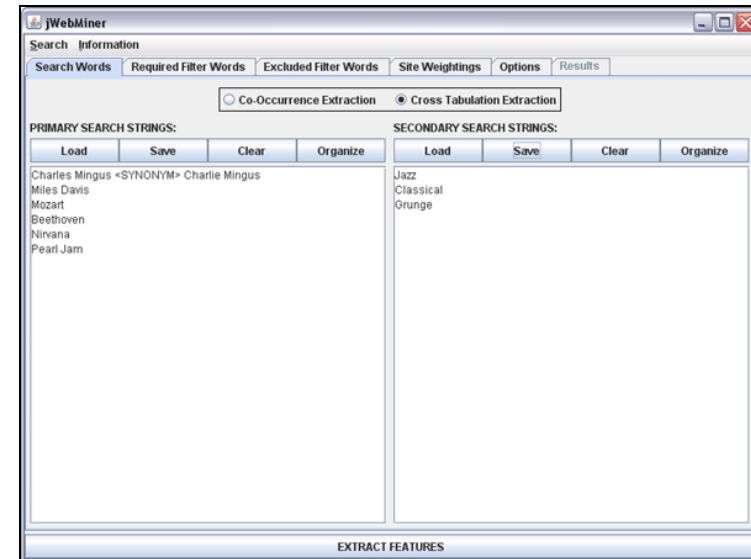 jWebMiner
Search Information
Search Words Required Filter Words Excluded Filter Words Site Weightings Options Results
Co-Occurrence Extraction Cross Tabulation Extraction
PRIMARY SEARCH STRINGS: SECONDARY SEARCH STRINGS:
Load Save Clear Organize Load Save Clear Organize
Charles Mingus <SYNONYM> Charlie Mingus
Miles Davis
Mozart
Beethoven
Nirvana
Pearl Jam
Jazz
Classical
Grunge
EXTRACT FEATURES